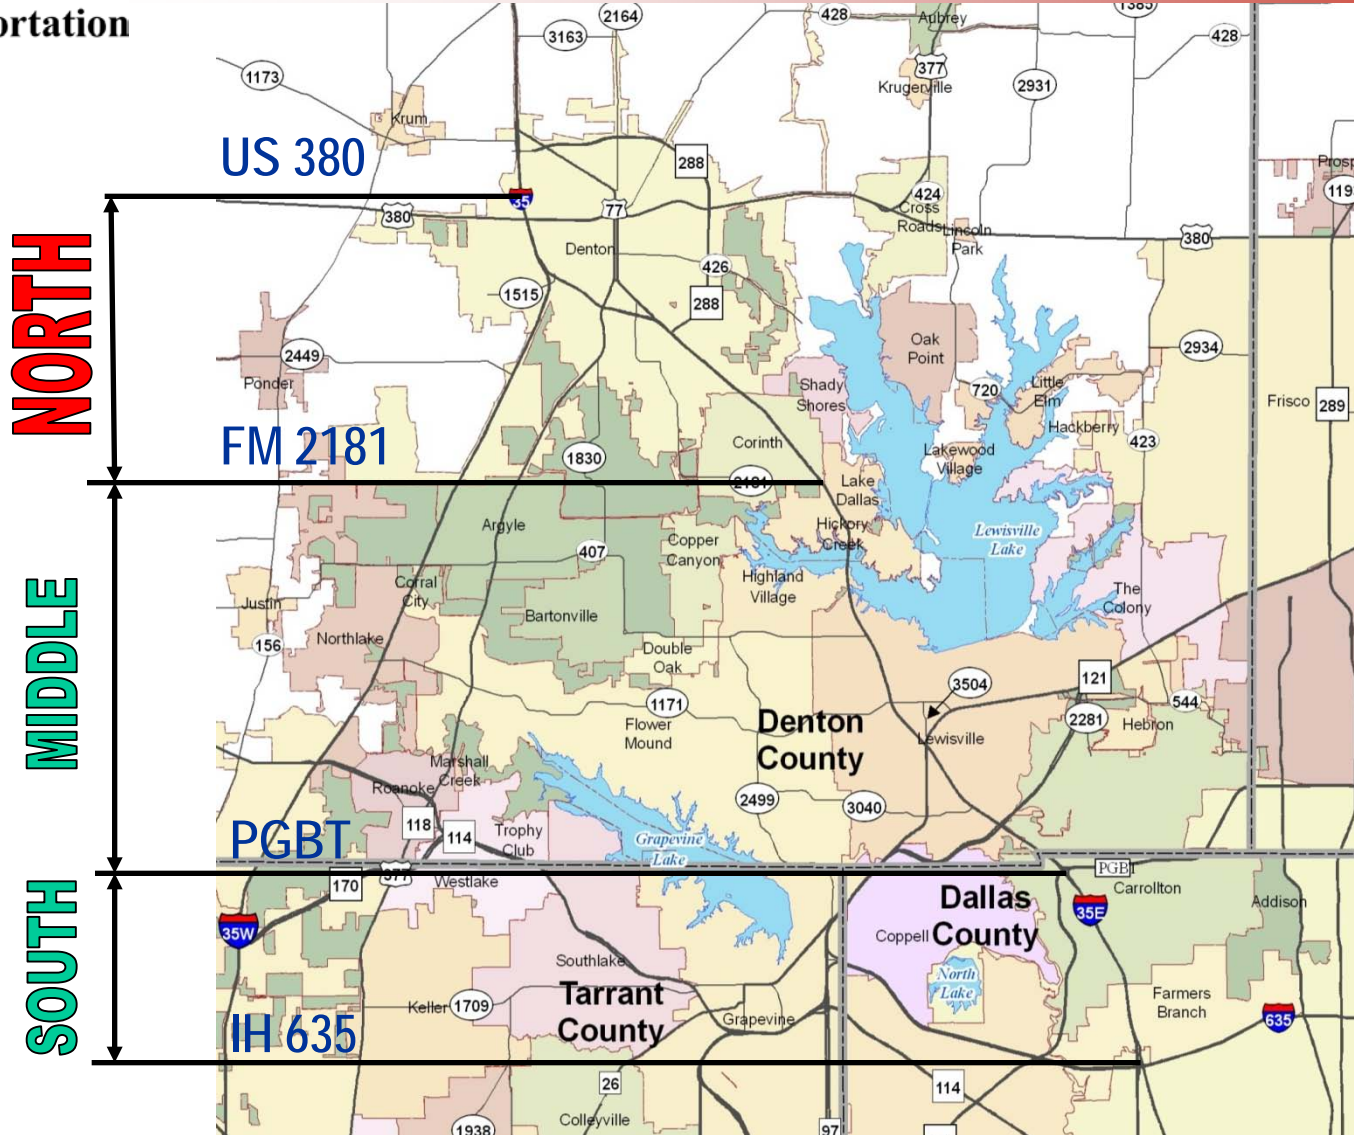 ortation
2164
428
1385
3163
Aubrey
428
377
1173
2931
Krugerville
Krum
US 380
288
Prosp
424
119
35
Cross
Roads
380
77
Lincoln
Park
380
Denton
426
NORTH
1515
288
2449
Oak
Point
2934
Ponder
Shady
Shores
720
Little
Elm
Frisco
289
Hackberry
FM 2181
Corinth
423
1830
Lakewood
Village
2181
Lake
Dallas
Argyle
Hickory
Creek
Lewisville
Lake
407
Copper
Canyon
Highland
Village
Corral
City
The
Colony
Justin
Bartonville
MIDDLE
156
Northlake
Double
Oak
3504
121
1171
544
Flower
Mound
Denton
County
2281
Hebron
Lewisville
Marshall
Creek
Roanoke
2499
3040
118
114
Trophy
Club
Grapevine
Lake
PGBT
377
PGBT
170
Westlake
Carrollton
Dallas
County
Addison
35E
35W
Coppell
SOUTH
Southlake
North
Lake
Tarrant
County
Farmers
Branch
Keller
1709
Grapevine
635
IH 635
26
114
Colleyville
1938
97